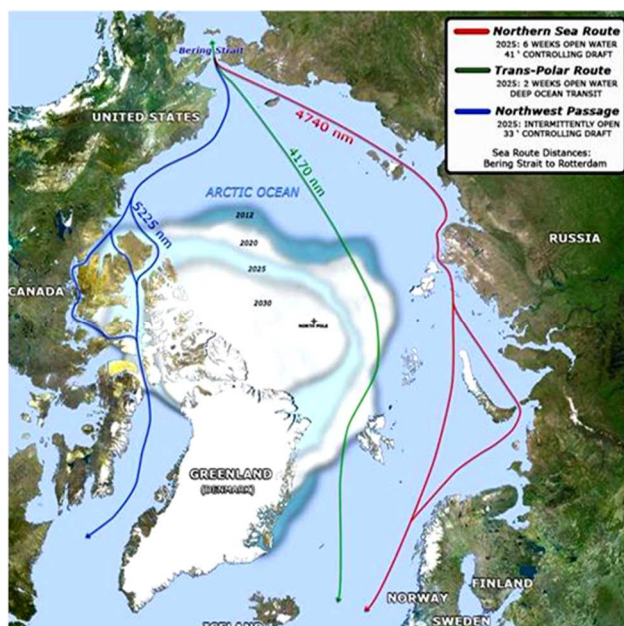 Bering Strait
Northern Sea Route
2025: 6 WEEKS OPEN WATER
41' CONTROLLING DRAFT
Trans-Polar Route
2025: 2 WEEKS OPEN WATER
DEEP OCEAN TRANSIT
Northwest Passage
2025: INTERMITTENTLY OPEN
33' CONTROLLING DRAFT
Sea Route Distances:
Bering Strait to Rotterdam
UNITED STATES
4740 nm
4170 nm
ARCTIC OCEAN
5225 nm
2012
2020
2025
2030
NORTH POLE
RUSSIA
CANADA
GREENLAND
(DENMARK)
NORWAY
FINLAND
SWEDEN
ICELAND